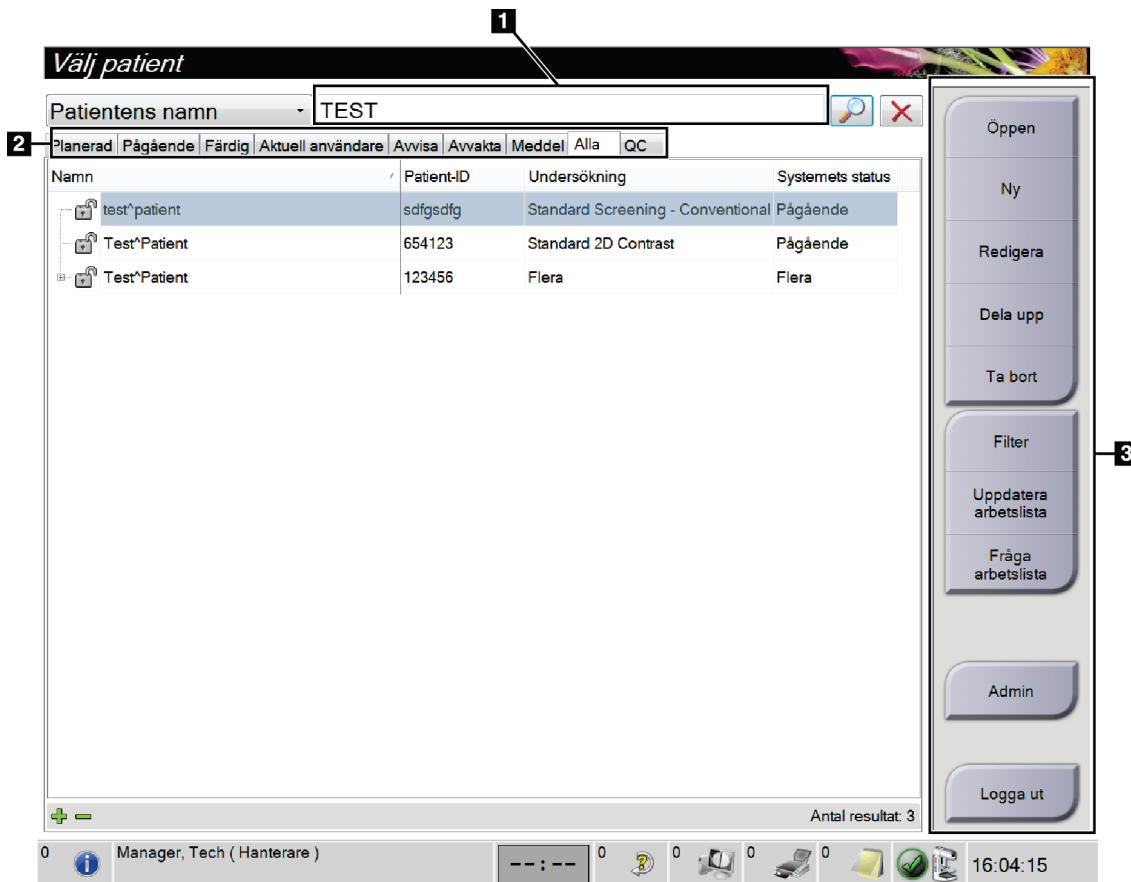 1
Välj patient
Patientens namn
TEST
2
Planerad Pågående Färdig Aktuell användare Avvisa Avvakta Meddel Alla QC
Namn Patient-ID Undersökning Systemets status
test^patient sdfgsdfg Standard Screening - Conventional Pågående
Test^Patient 654123 Standard 2D Contrast Pågående
Test^Patient 123456 Flera Flera
Antal resultat: 3
Öppen
Ny
Redigera
Dela upp
Ta bort
Filter
Uppdatera
arbetslista
Fråga
arbetslista
Admin
Logga ut
3
0 Manager, Tech ( Hanterare ) --:-- 0 0 0 0 16:04:15